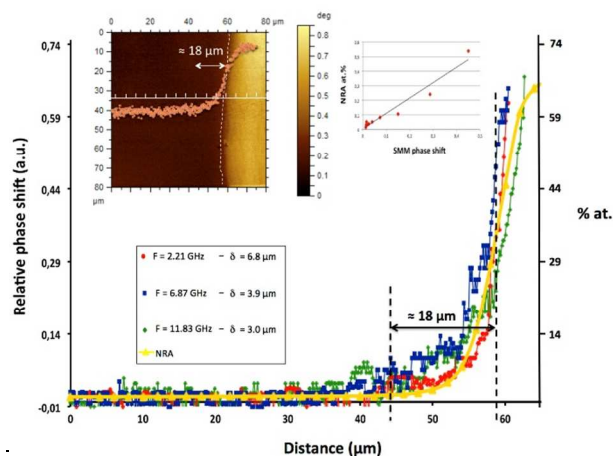 0 20 40 60 80 µm
0
10
20
30
40
50
60
70
80
µm
≈ 18 µm
deg
0.8
0.7
0.6
0.5
0.4
0.3
0.2
0.1
0
NRA at.%
SMM phase shift
Relative phase shift (a.u.)
0,74
0,59
0,44
0,29
0,14
-0,01
% at.
74
59
44
29
14
F = 2.21 GHz – δ = 6.8 µm
F = 6.87 GHz – δ = 3.9 µm
F = 11.83 GHz – δ = 3.0 µm
NRA
≈ 18 µm
0 10 20 30 40 50 60
Distance (µm)